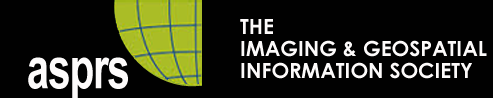 asprs
THE
IMAGING & GEOSPATIAL
INFORMATION SOCIETY